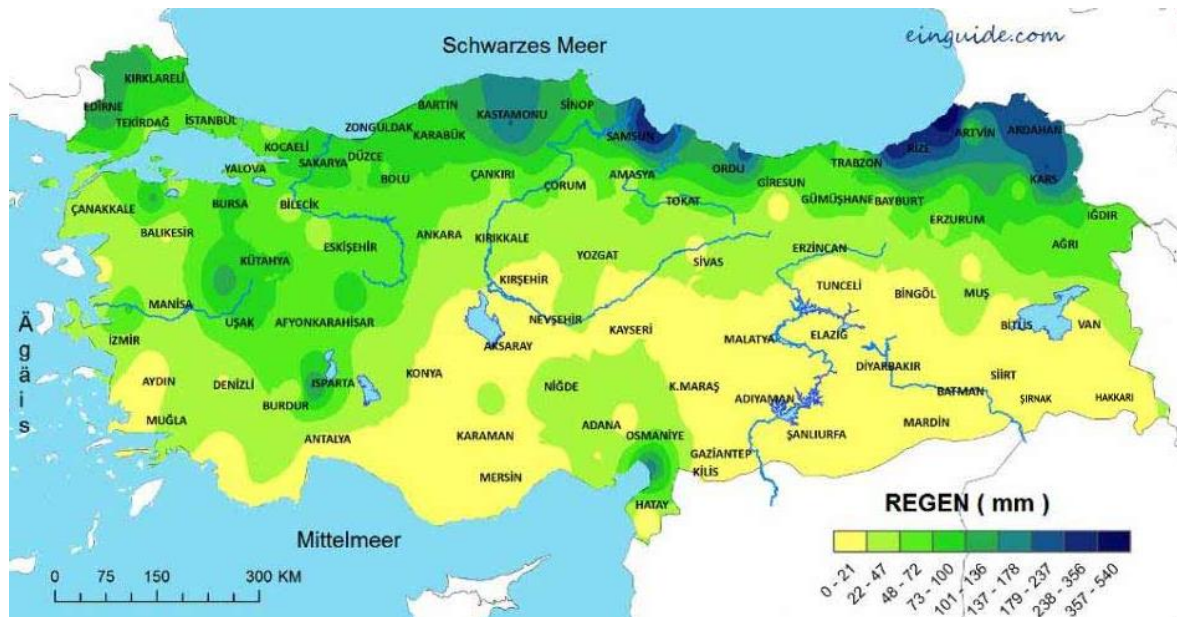 einguide.com
Schwarzes Meer
KIRKLARELİ
EDİRNE
TEKİRDAĞ
İSTANBUL
KOCAELİ
YALOVA
SAKARYA
ZONGULDAK
DÜZCE
BARTIN
KARABÜK
BOLU
KASTAMONU
SİNOP
ÇANKIRI
ÇORUM
SAMSUN
AMASYA
TOKAT
ORDU
GİRESUN
TRABZON
RİZE
ARTVİN
ARDAHAN
KARS
GÜMÜŞHANE
BAYBURT
ERZURUM
IĞDIR
AĞRI
ÇANAKKALE
BALIKESİR
BURSA
BİLECİK
ESKİŞEHİR
KÜTAHYA
ANKARA
KIRIKKALE
YOZGAT
SİVAS
ERZİNCAN
TUNCELİ
BİNGÖL
MUŞ
BİTLİS
VAN
KIRŞEHİR
NEVŞEHİR
KAYSERİ
AKSARAY
MALATYA
ELAZIĞ
DİYARBAKIR
Ägäis
MANİSA
UŞAK
AFYONKARAHİSAR
İZMİR
AYDIN
DENİZLİ
ISPARTA
BURDUR
MUĞLA
ANTALYA
KONYA
NİĞDE
K.MARAŞ
ADIYAMAN
BATMAN
SİİRT
ŞIRNAK
HAKKARI
MARDİN
ŞANLIURFA
KARAMAN
ADANA
OSMANİYE
GAZİANTEP
KİLİS
MERSİN
HATAY
Mittelmeer
0 75 150 300 KM
REGEN ( mm )
0 - 21
22 - 47
48 - 72
73 - 100
101 - 136
137 - 178
179 - 237
238 - 356
357 - 540